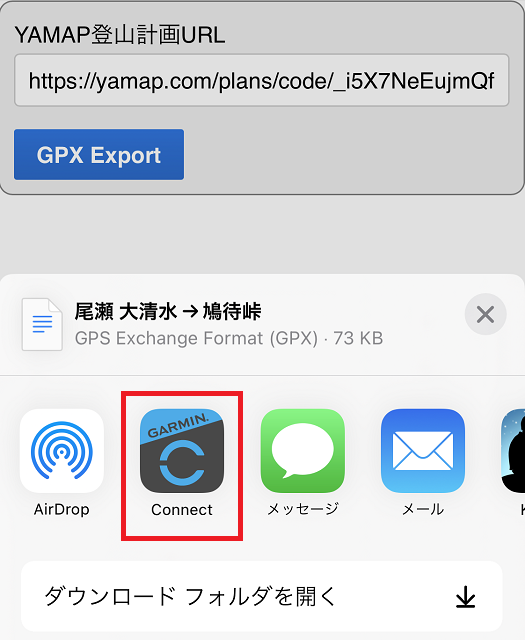 YAMAP登山計画URL
https://yamap.com/plans/code/_i5X7NeEujmQf
GPX Export
尾瀬 大清水→鳩待峠
GPS Exchange Format (GPX) · 73 KB
GARMIN.
AirDrop
Connect
メッセージ
メール
ダウンロード フォルダを開く